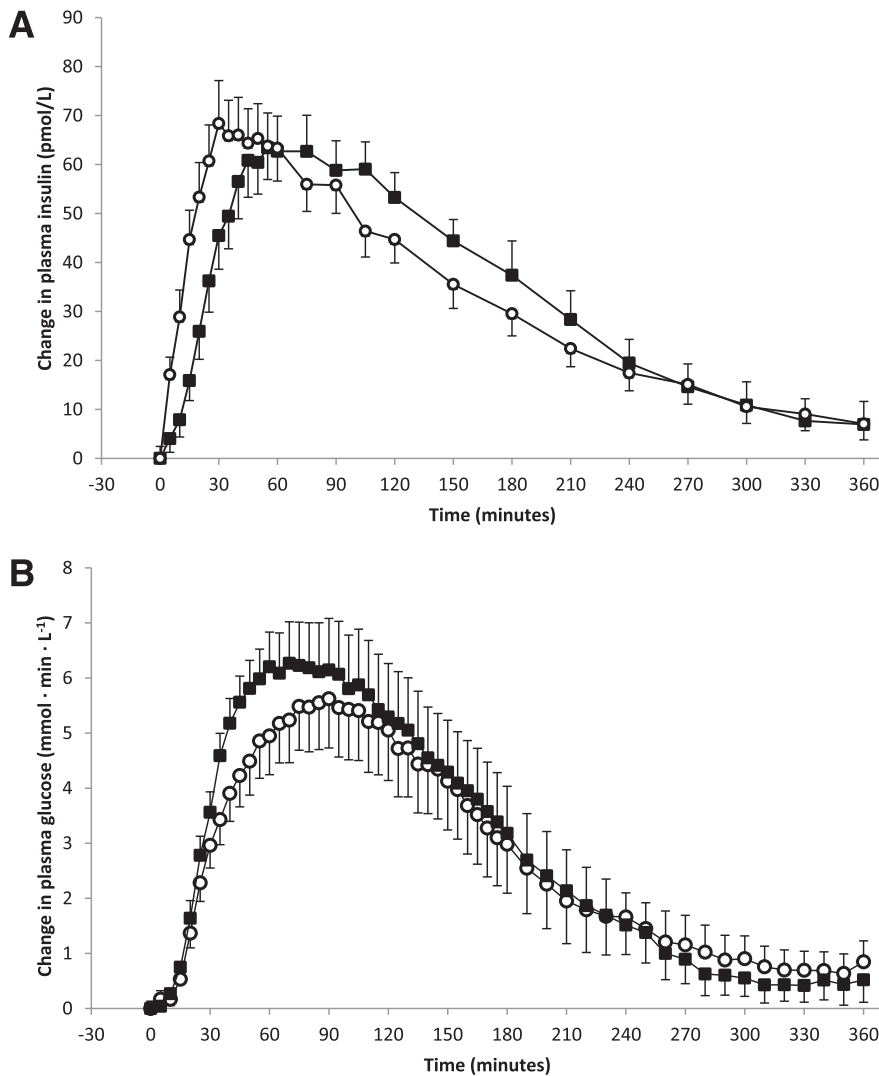 A
90
80
70
60
50
40
30
20
10
0
Change in plasma insulin (pmol/L)
-30 0 30 60 90 120 150 180 210 240 270 300 330 360
Time (minutes)
B
8
7
6
5
4
3
2
1
0
Change in plasma glucose (mmol · min · L-1)
-30 0 30 60 90 120 150 180 210 240 270 300 330 360
Time (minutes)